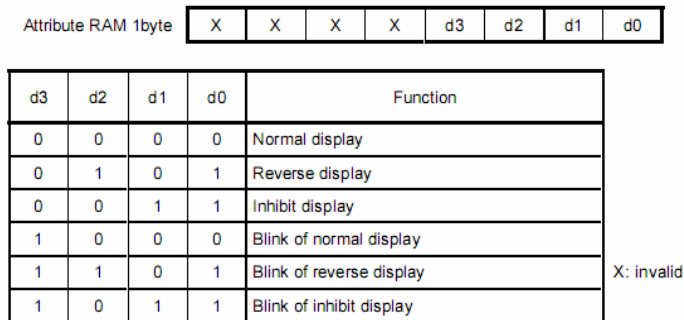 Attribute RAM 1byte X X X X d3 d2 d1 d0
d3 d2 d1 d0 Function
0 0 0 0 Normal display
0 1 0 1 Reverse display
0 0 1 1 Inhibit display
1 0 0 0 Blink of normal display
1 1 0 1 Blink of reverse display X: invalid
1 0 1 1 Blink of inhibit display